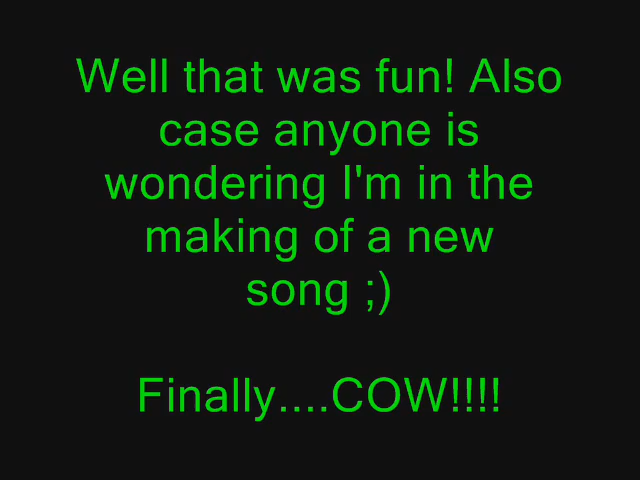 Well that was fun! Also
case anyone is
wondering I'm in the
making of a new
song ;)
Finally....COW!!!!